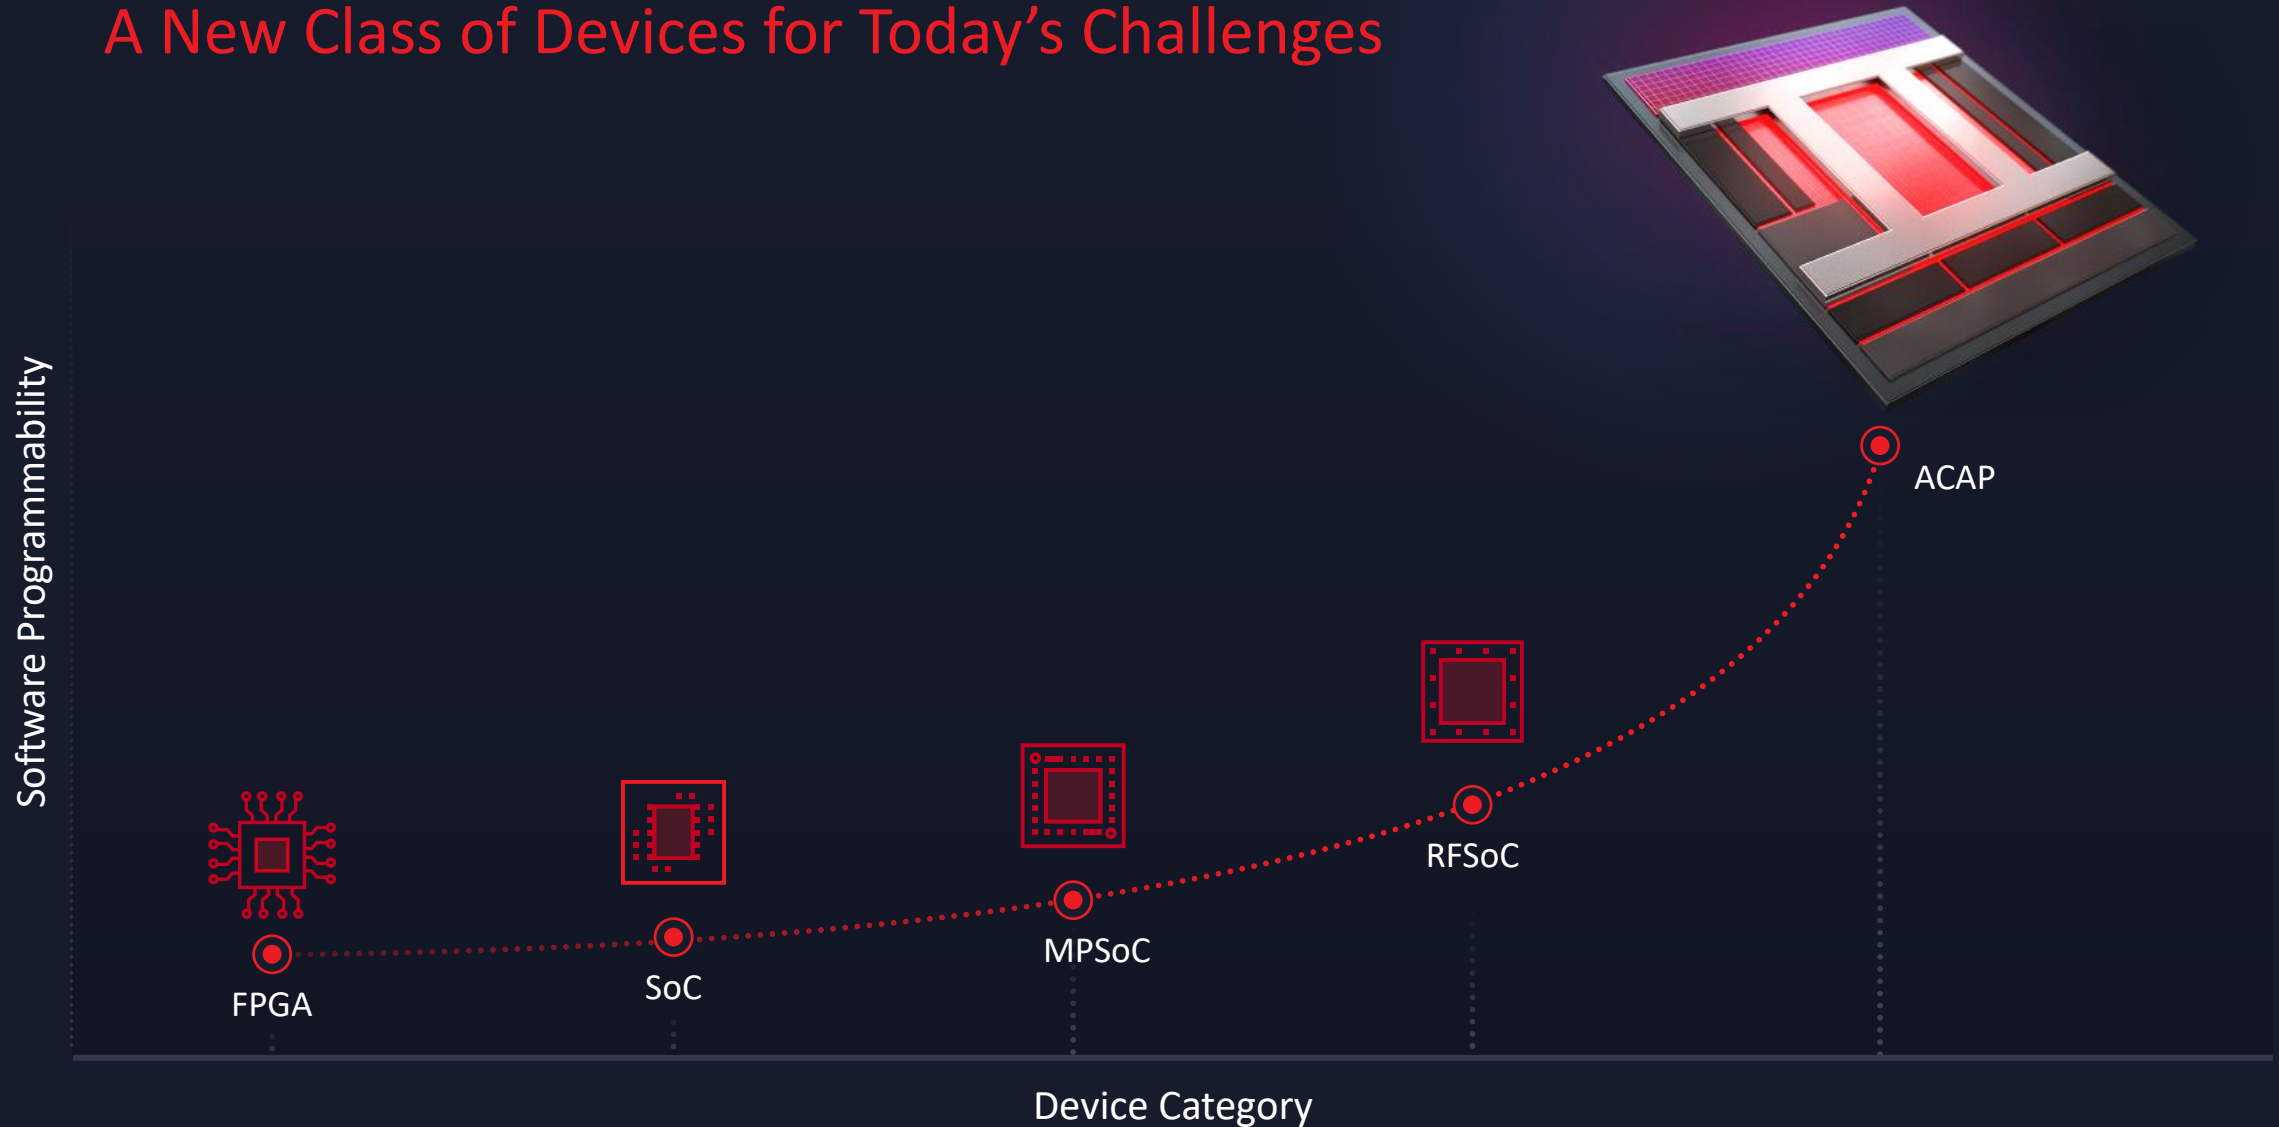 A New Class of Devices for Today’s Challenges
Software Programmability
ACAP
RFSoC
MPSoC
SoC
FPGA
Device Category